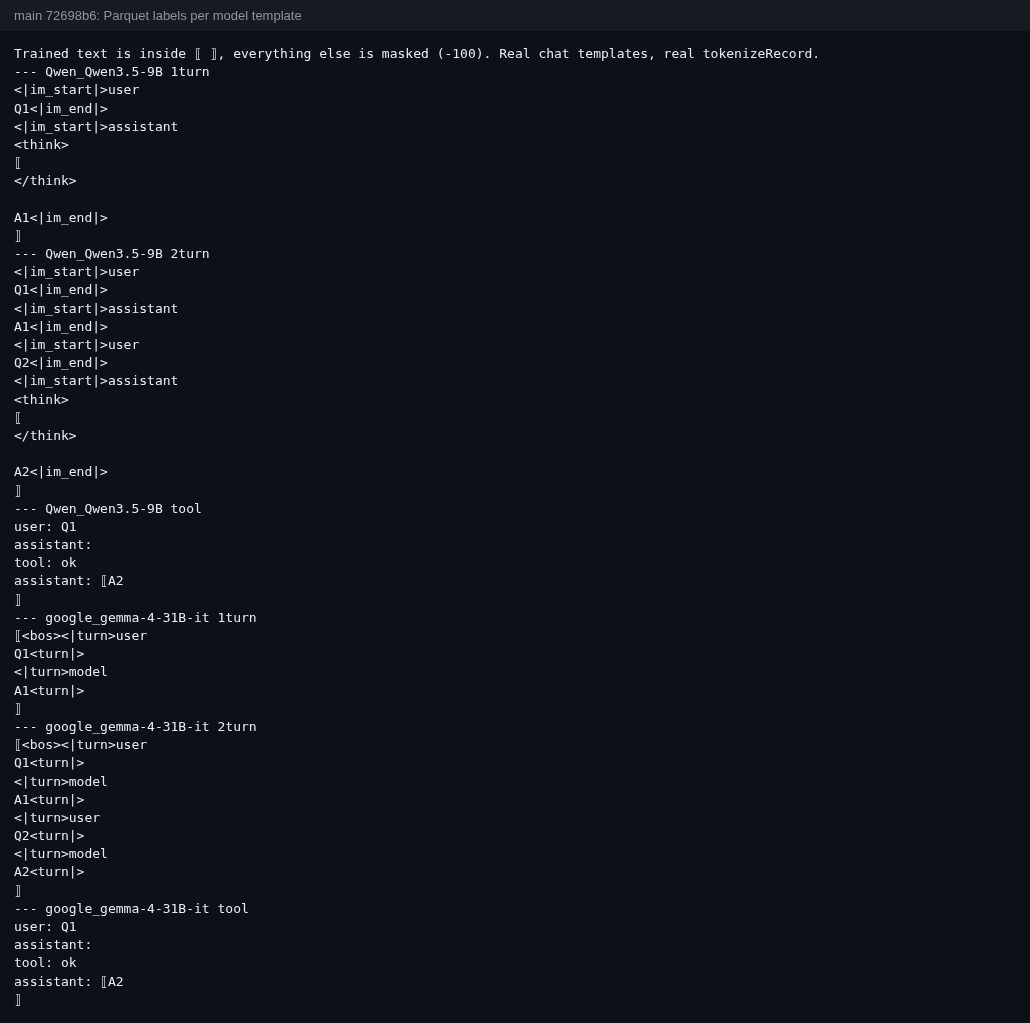 main 72698b6: Parquet labels per model template
Trained text is inside ⟦ ⟧, everything else is masked (-100). Real chat templates, real tokenizeRecord.
--- Qwen_Qwen3.5-9B 1turn
<|im_start|>user
Q1<|im_end|>
<|im_start|>assistant
<think>
⟦
</think>

A1<|im_end|>
⟧
--- Qwen_Qwen3.5-9B 2turn
<|im_start|>user
Q1<|im_end|>
<|im_start|>assistant
A1<|im_end|>
<|im_start|>user
Q2<|im_end|>
<|im_start|>assistant
<think>
⟦
</think>

A2<|im_end|>
⟧
--- Qwen_Qwen3.5-9B tool
user: Q1
assistant:
tool: ok
assistant: ⟦A2
⟧
--- google_gemma-4-31B-it 1turn
⟦<bos><|turn>user
Q1<turn|>
<|turn>model
A1<turn|>
⟧
--- google_gemma-4-31B-it 2turn
⟦<bos><|turn>user
Q1<turn|>
<|turn>model
A1<turn|>
<|turn>user
Q2<turn|>
<|turn>model
A2<turn|>
⟧
--- google_gemma-4-31B-it tool
user: Q1
assistant:
tool: ok
assistant: ⟦A2
⟧